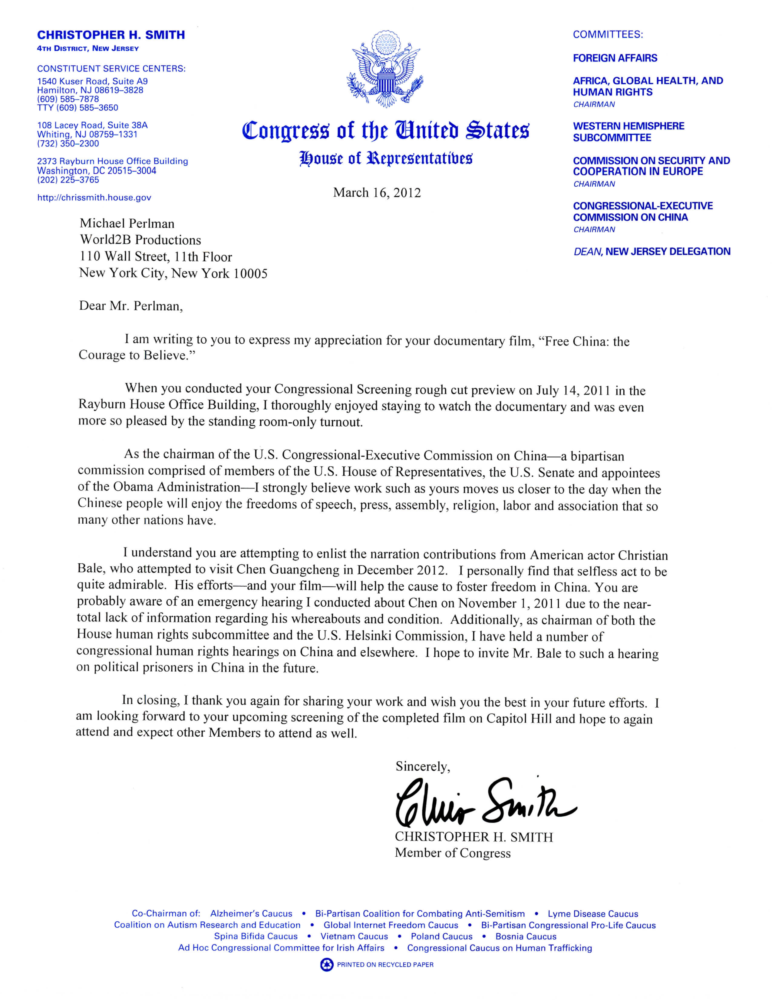 CHRISTOPHER H. SMITH
4TH DISTRICT, NEW JERSEY
CONSTITUENT SERVICE CENTERS:
1540 Kuser Road, Suite A9
Hamilton, NJ 08619–3828
(609) 585–7878
TTY (609) 585–3650
108 Lacey Road, Suite 38A
Whiting, NJ 08759–1331
(732) 350–2300
2373 Rayburn House Office Building
Washington, DC 20515–3004
(202) 225–3765
http://chrissmith.house.gov
Congress of the United States
House of Representatives
March 16, 2012
COMMITTEES:
FOREIGN AFFAIRS
AFRICA, GLOBAL HEALTH, AND
HUMAN RIGHTS
CHAIRMAN
WESTERN HEMISPHERE
SUBCOMMITTEE
COMMISSION ON SECURITY AND
COOPERATION IN EUROPE
CHAIRMAN
CONGRESSIONAL-EXECUTIVE
COMMISSION ON CHINA
CHAIRMAN
DEAN, NEW JERSEY DELEGATION
Michael Perlman
World2B Productions
110 Wall Street, 11th Floor
New York City, New York 10005
Dear Mr. Perlman,
I am writing to you to express my appreciation for your documentary film, “Free China: the
Courage to Believe.”
When you conducted your Congressional Screening rough cut preview on July 14, 2011 in the
Rayburn House Office Building, I thoroughly enjoyed staying to watch the documentary and was even
more so pleased by the standing room-only turnout.
As the chairman of the U.S. Congressional-Executive Commission on China—a bipartisan
commission comprised of members of the U.S. House of Representatives, the U.S. Senate and appointees
of the Obama Administration—I strongly believe work such as yours moves us closer to the day when the
Chinese people will enjoy the freedoms of speech, press, assembly, religion, labor and association that so
many other nations have.
I understand you are attempting to enlist the narration contributions from American actor Christian
Bale, who attempted to visit Chen Guangcheng in December 2012. I personally find that selfless act to be
quite admirable. His efforts—and your film—will help the cause to foster freedom in China. You are
probably aware of an emergency hearing I conducted about Chen on November 1, 2011 due to the near-
total lack of information regarding his whereabouts and condition. Additionally, as chairman of both the
House human rights subcommittee and the U.S. Helsinki Commission, I have held a number of
congressional human rights hearings on China and elsewhere. I hope to invite Mr. Bale to such a hearing
on political prisoners in China in the future.
In closing, I thank you again for sharing your work and wish you the best in your future efforts. I
am looking forward to your upcoming screening of the completed film on Capitol Hill and hope to again
attend and expect other Members to attend as well.
Sincerely,
Chris Smith
CHRISTOPHER H. SMITH
Member of Congress
Co-Chairman of: Alzheimer’s Caucus • Bi-Partisan Coalition for Combating Anti-Semitism • Lyme Disease Caucus
Coalition on Autism Research and Education • Global Internet Freedom Caucus • Bi-Partisan Congressional Pro-Life Caucus
Spina Bifida Caucus • Vietnam Caucus • Poland Caucus • Bosnia Caucus
Ad Hoc Congressional Committee for Irish Affairs • Congressional Caucus on Human Trafficking
PRINTED ON RECYCLED PAPER